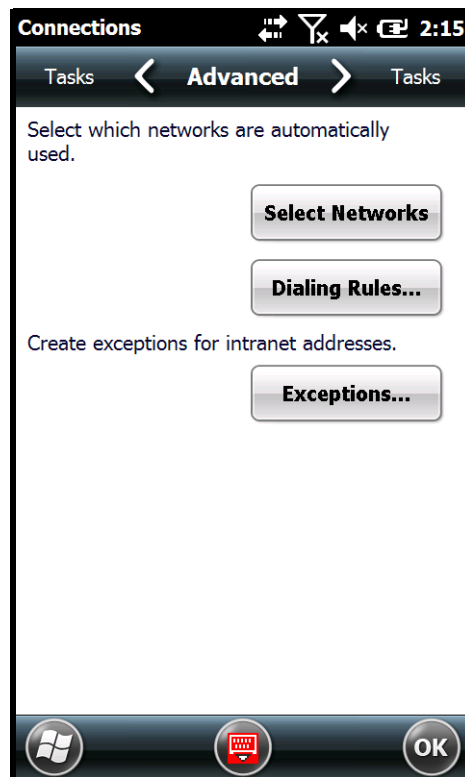 Connections 2:15
Tasks Advanced Tasks
Select which networks are automatically
used.
Select Networks
Dialing Rules...
Create exceptions for intranet addresses.
Exceptions...
OK